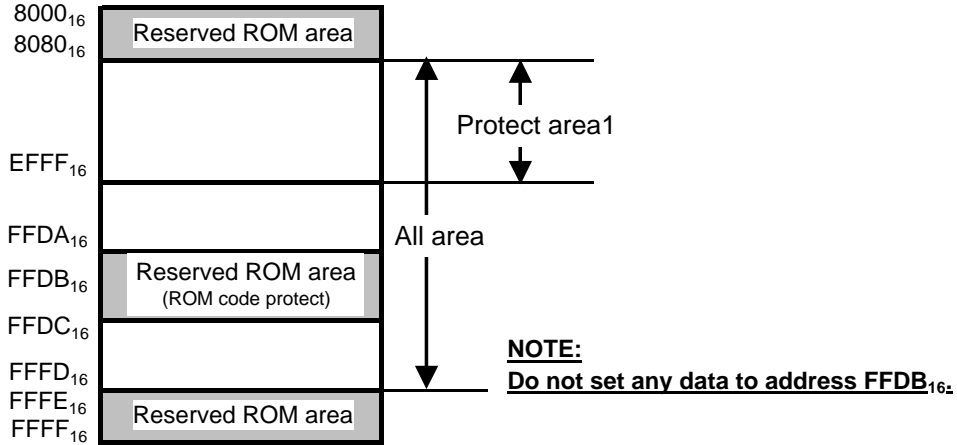 8000₁₆
Reserved ROM area
8080₁₆
Protect area1
EFFF₁₆
FFDA₁₆
All area
Reserved ROM area
FFDB₁₆
(ROM code protect)
FFDC₁₆
NOTE:
FFFD₁₆
Do not set any data to address FFDB₁₆.
FFFE₁₆
Reserved ROM area
FFFF₁₆